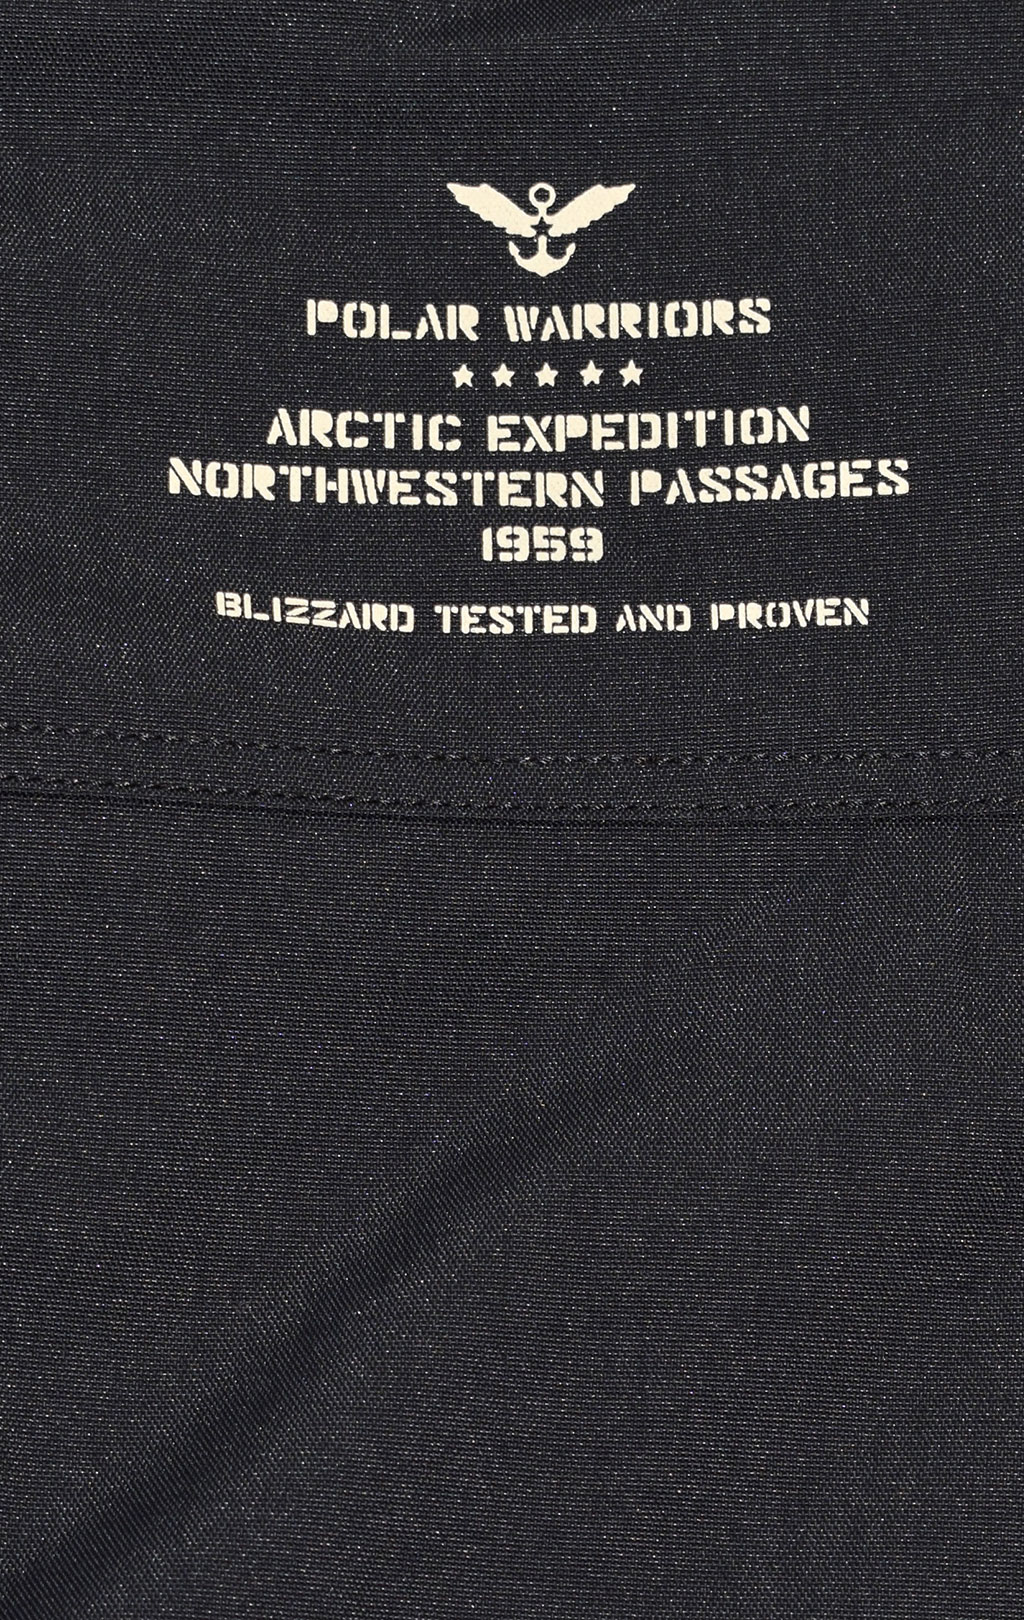 POLAR WARRIORS
ARCTIC EXPEDITION
NORTHWESTERN PASSAGES
1959
BLIZZARD TESTED AND PROVEN